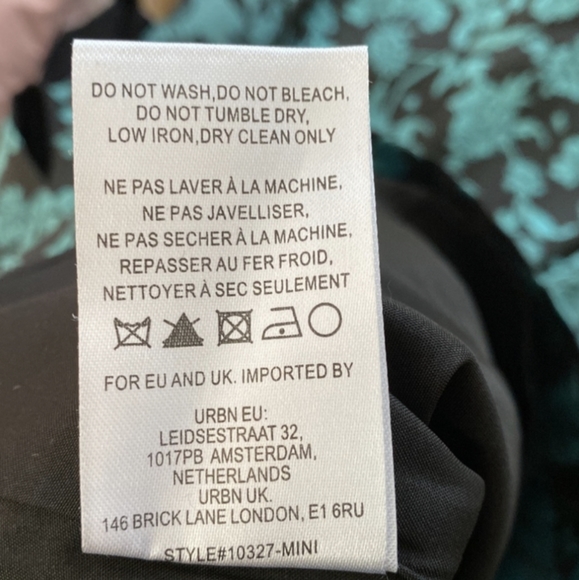 DO NOT WASH,DO NOT BLEACH,
DO NOT TUMBLE DRY,
LOW IRON,DRY CLEAN ONLY
NE PAS LAVER À LA MACHINE,
NE PAS JAVELLISER,
NE PAS SECHER À LA MACHINE,
REPASSER AU FER FROID,
NETTOYER À SEC SEULEMENT
FOR EU AND UK. IMPORTED BY
URBN EU:
LEIDSESTRAAT 32,
1017PB AMSTERDAM,
NETHERLANDS
URBN UK.
146 BRICK LANE LONDON, E1 6RU
STYLE#10327-MINI